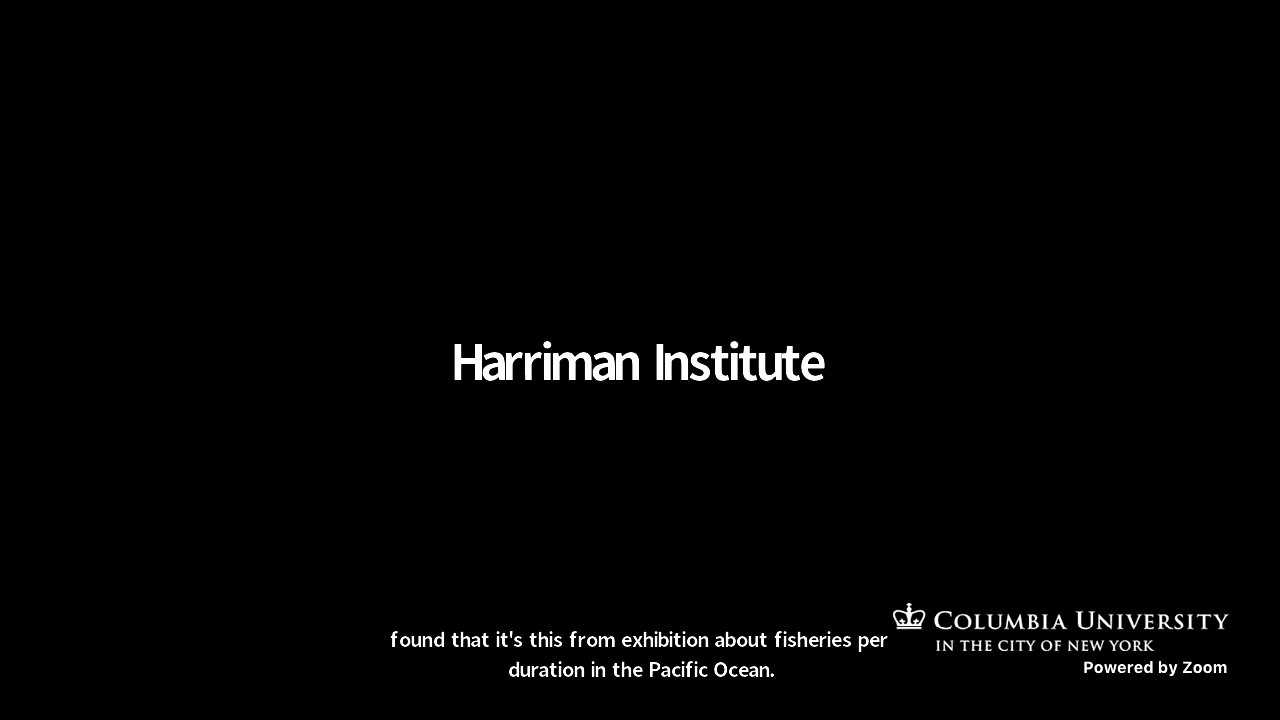 Harriman Institute
found that it's this from exhibition about fisheries per
duration in the Pacific Ocean.
COLUMBIA UNIVERSITY
IN THE CITY OF NEW YORK
Powered by Zoom